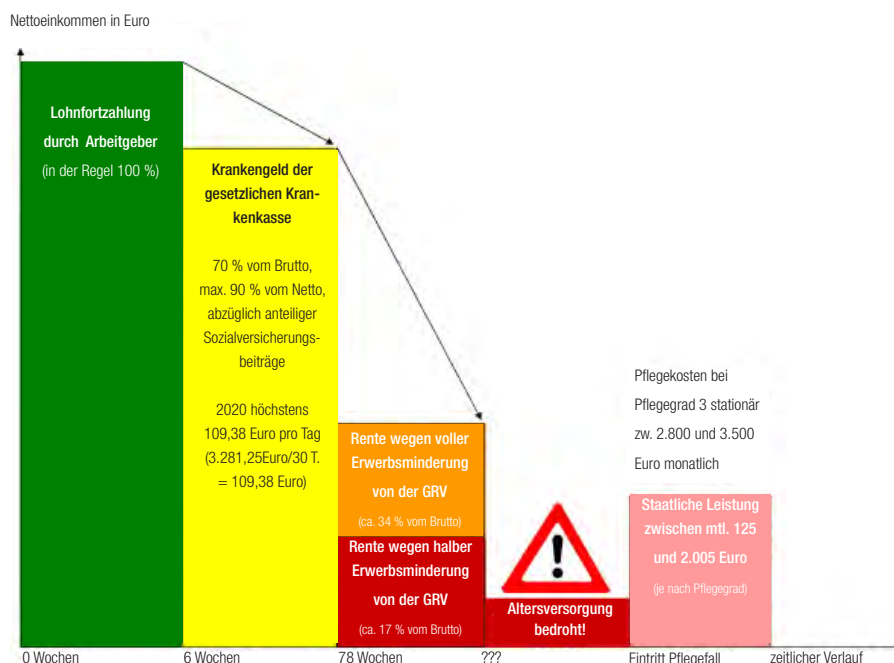 Nettoeinkommen in Euro
Lohnfortzahlung
durch Arbeitgeber
(in der Regel 100 %)
Krankengeld der
gesetzlichen Kran-
kenkasse
70 % vom Brutto,
max. 90 % vom Netto,
abzüglich anteiliger
Sozialversicherungs-
beiträge
2020 höchstens
109,38 Euro pro Tag
(3.281,25Euro/30 T.
= 109,38 Euro)
Rente wegen voller
Erwerbsminderung
von der GRV
(ca. 34 % vom Brutto)
Rente wegen halber
Erwerbsminderung
von der GRV
(ca. 17 % vom Brutto)
!
Altersversorgung
bedroht!
Pflegekosten bei
Pflegegrad 3 stationär
zw. 2.800 und 3.500
Euro monatlich
Staatliche Leistung
zwischen mtl. 125
und 2.005 Euro
(je nach Pflegegrad)
0 Wochen 6 Wochen 78 Wochen ??? Eintritt Pflegefall zeitlicher Verlauf